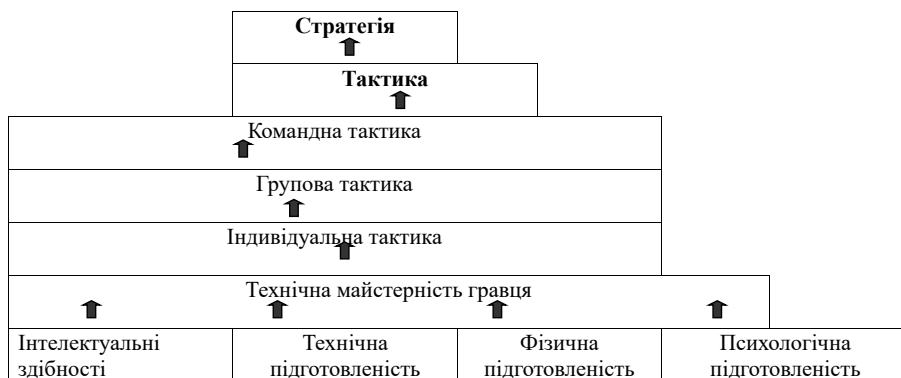 Стратегія
Тактика
Командна тактика
Групова тактика
Індивідуальна тактика
Технічна майстерність гравця
Інтелектуальні здібності
Технічна підготовленість
Фізична підготовленість
Психологічна підготовленість